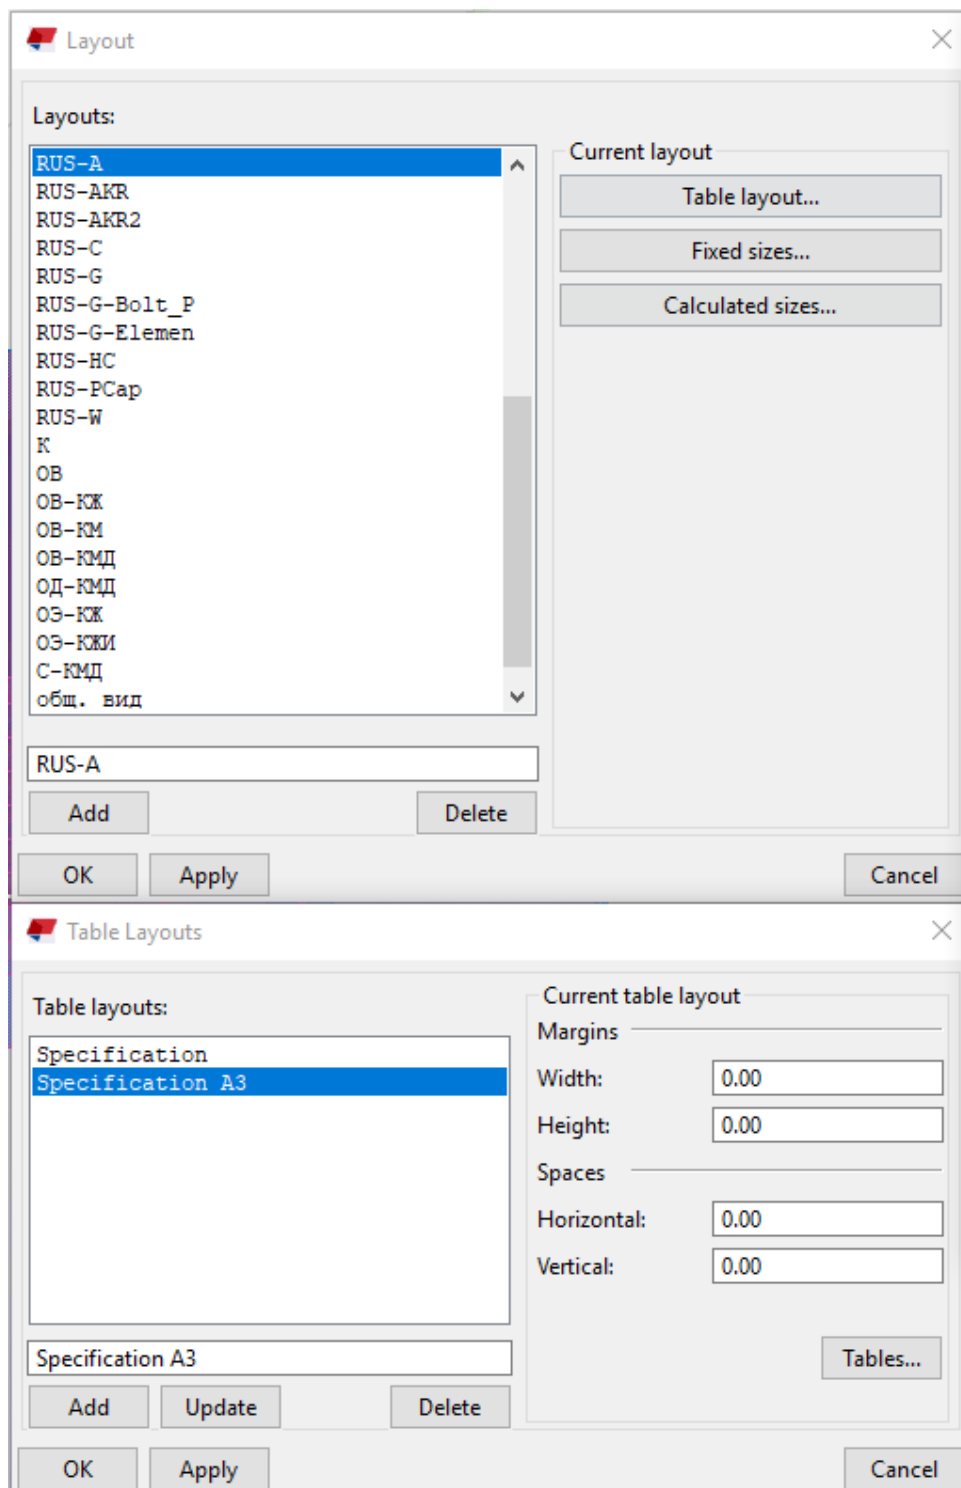 Layout
Layouts:
RUS-A
RUS-AKR
RUS-AKR2
RUS-C
RUS-G
RUS-G-Bolt_P
RUS-G-Elemen
RUS-HC
RUS-PCap
RUS-W
К
ОВ
ОВ-КЖ
ОВ-КМ
ОВ-КМД
ОД-КМД
ОЭ-КЖ
ОЭ-КЖИ
С-КМД
общ. вид
RUS-A
Add
Delete
Current layout
Table layout...
Fixed sizes...
Calculated sizes...
OK
Apply
Cancel
Table Layouts
Table layouts:
Specification
Specification A3
Specification A3
Add
Update
Delete
Current table layout
Margins
Width: 0.00
Height: 0.00
Spaces
Horizontal: 0.00
Vertical: 0.00
Tables...
OK
Apply
Cancel